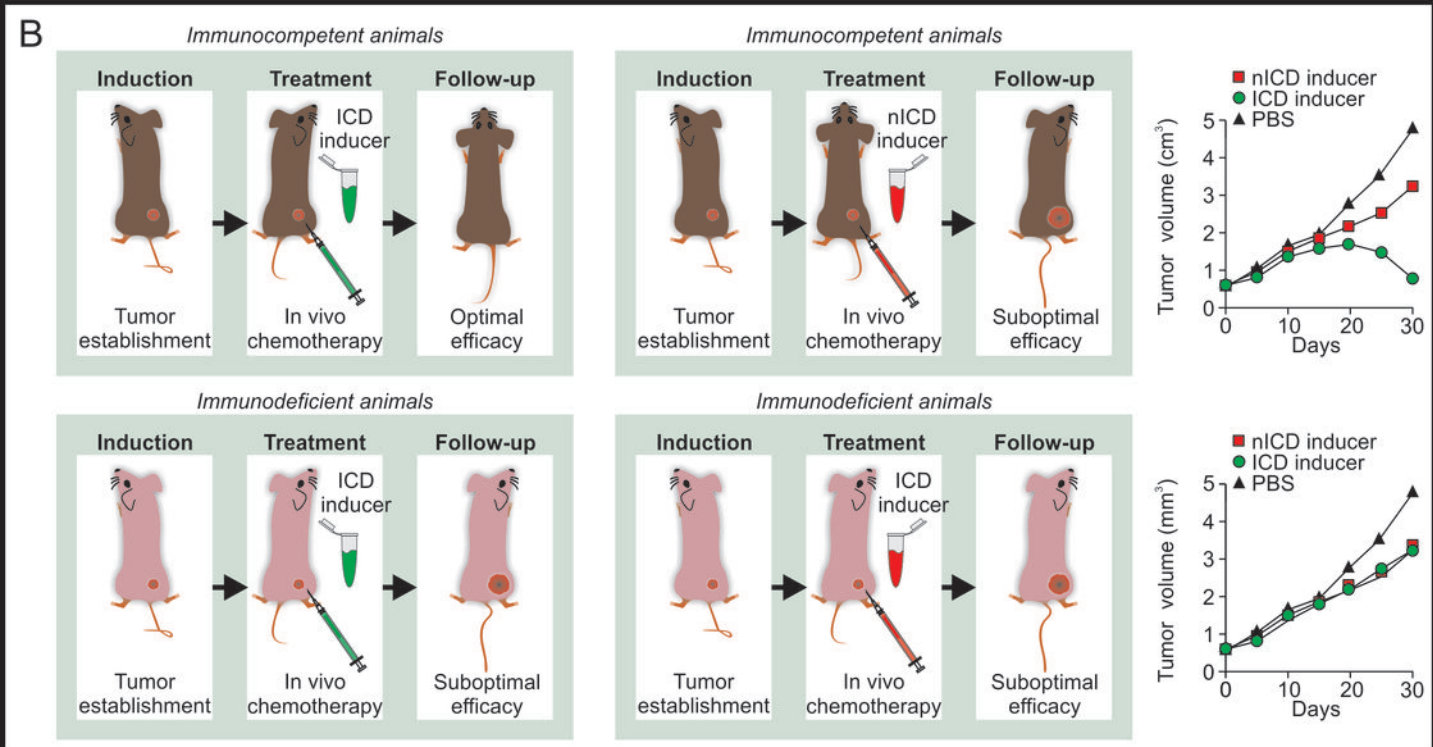 B
Immunocompetent animals
Induction
Treatment
Follow-up
ICD
inducer
Tumor
establishment
In vivo
chemotherapy
Optimal
efficacy
Immunocompetent animals
Induction
Treatment
Follow-up
nICD
inducer
Tumor
establishment
In vivo
chemotherapy
Suboptimal
efficacy
nICD inducer
ICD inducer
PBS
Tumor volume (cm³)
5
4
3
2
1
0
0 10 20 30
Days
Immunodeficient animals
Induction
Treatment
Follow-up
ICD
inducer
Tumor
establishment
In vivo
chemotherapy
Suboptimal
efficacy
Immunodeficient animals
Induction
Treatment
Follow-up
ICD
inducer
Tumor
establishment
In vivo
chemotherapy
Suboptimal
efficacy
nICD inducer
ICD inducer
PBS
Tumor volume (mm³)
5
4
3
2
1
0
0 10 20 30
Days